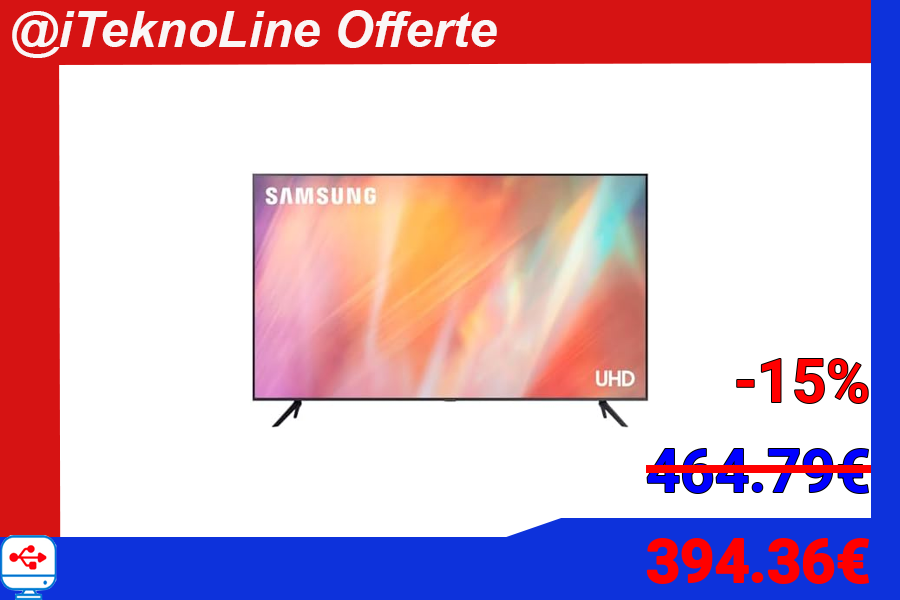 @iTeknoLine Offerte
SAMSUNG
UHD
-15%
464.79€
394.36€